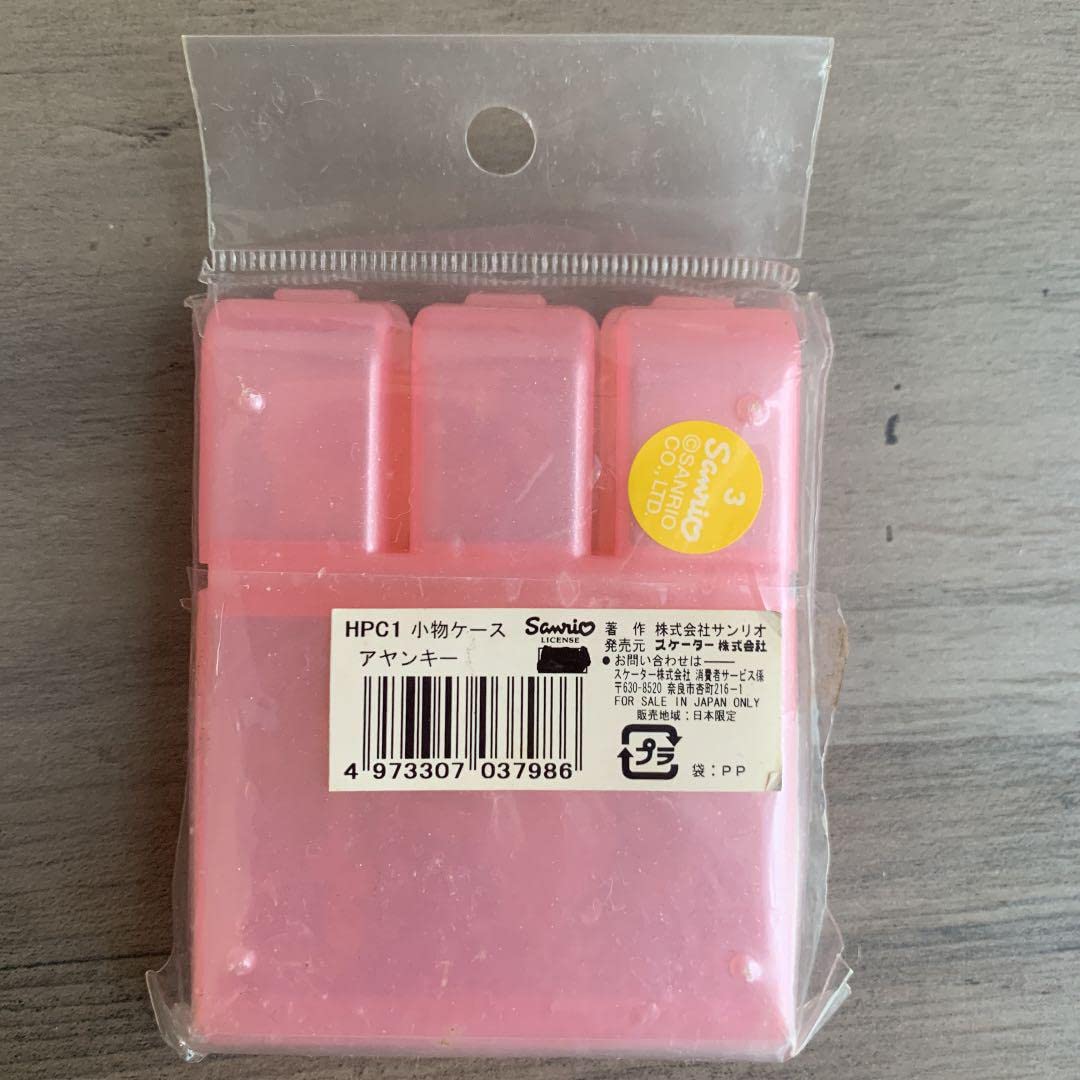 3
Sanrio
©SANRIO
CO., LTD.
HPC1 小物ケース
アヤンキー
Sanrio
LICENSE
著 作 株式会社サンリオ
発売元 スケーター株式会社
●お問い合わせは――
スケーター株式会社 消費者サービス係
〒630-8520 奈良市杏町216-1
FOR SALE IN JAPAN ONLY
販売地域：日本限定
プラ
袋：PP
4 973307 037986